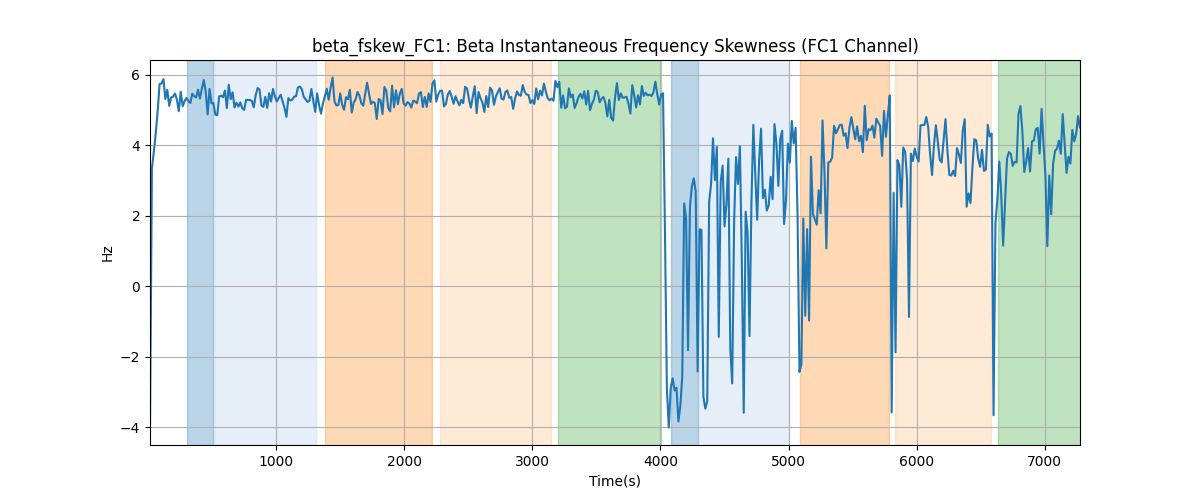 beta_fskew_FC1: Beta Instantaneous Frequency Skewness (FC1 Channel)
6
4
2
0
−2
−4
Hz
1000 2000 3000 4000 5000 6000 7000
Time(s)